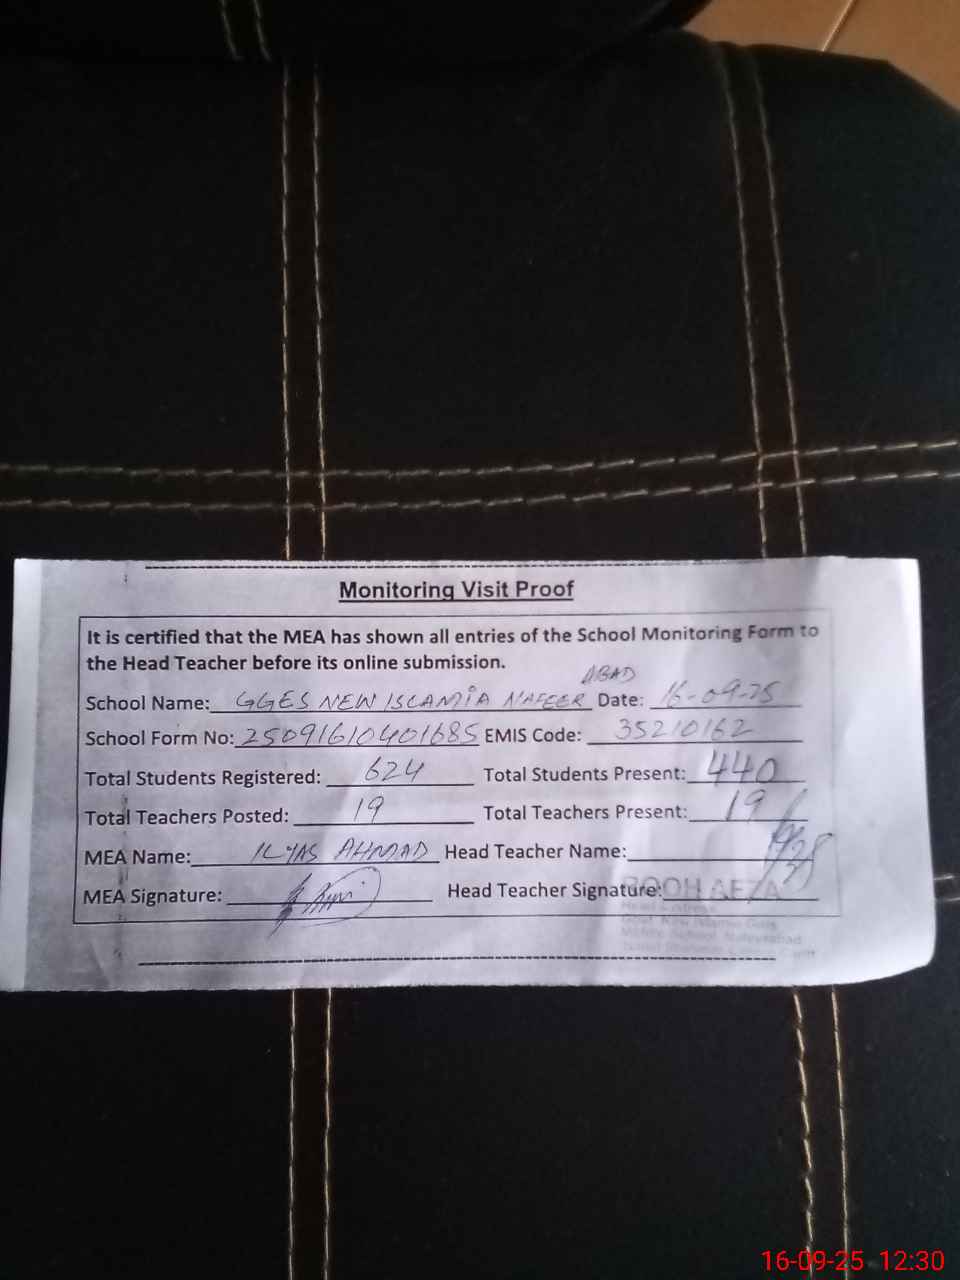 Monitoring Visit Proof
It is certified that the MEA has shown all entries of the School Monitoring Form to
the Head Teacher before its online submission.
ABAD
School Name: GGES NEW ISLAMIA NAFEER Date: 16-09-25
School Form No: 25091610401685 EMIS Code: 35210162
Total Students Registered: 624 Total Students Present: 440
Total Teachers Posted: 19 Total Teachers Present: 19
MEA Name: ILYAS AHMAD Head Teacher Name:
MEA Signature: Head Teacher Signature:
ROOH AFZA
16-09-25 12:30